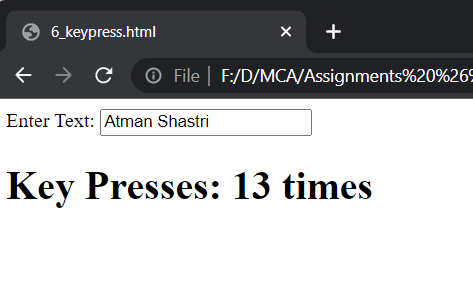 6_keypress.html
File | F:/D/MCA/Assignments%20%26%
Enter Text: Atman Shastri
Key Presses: 13 times